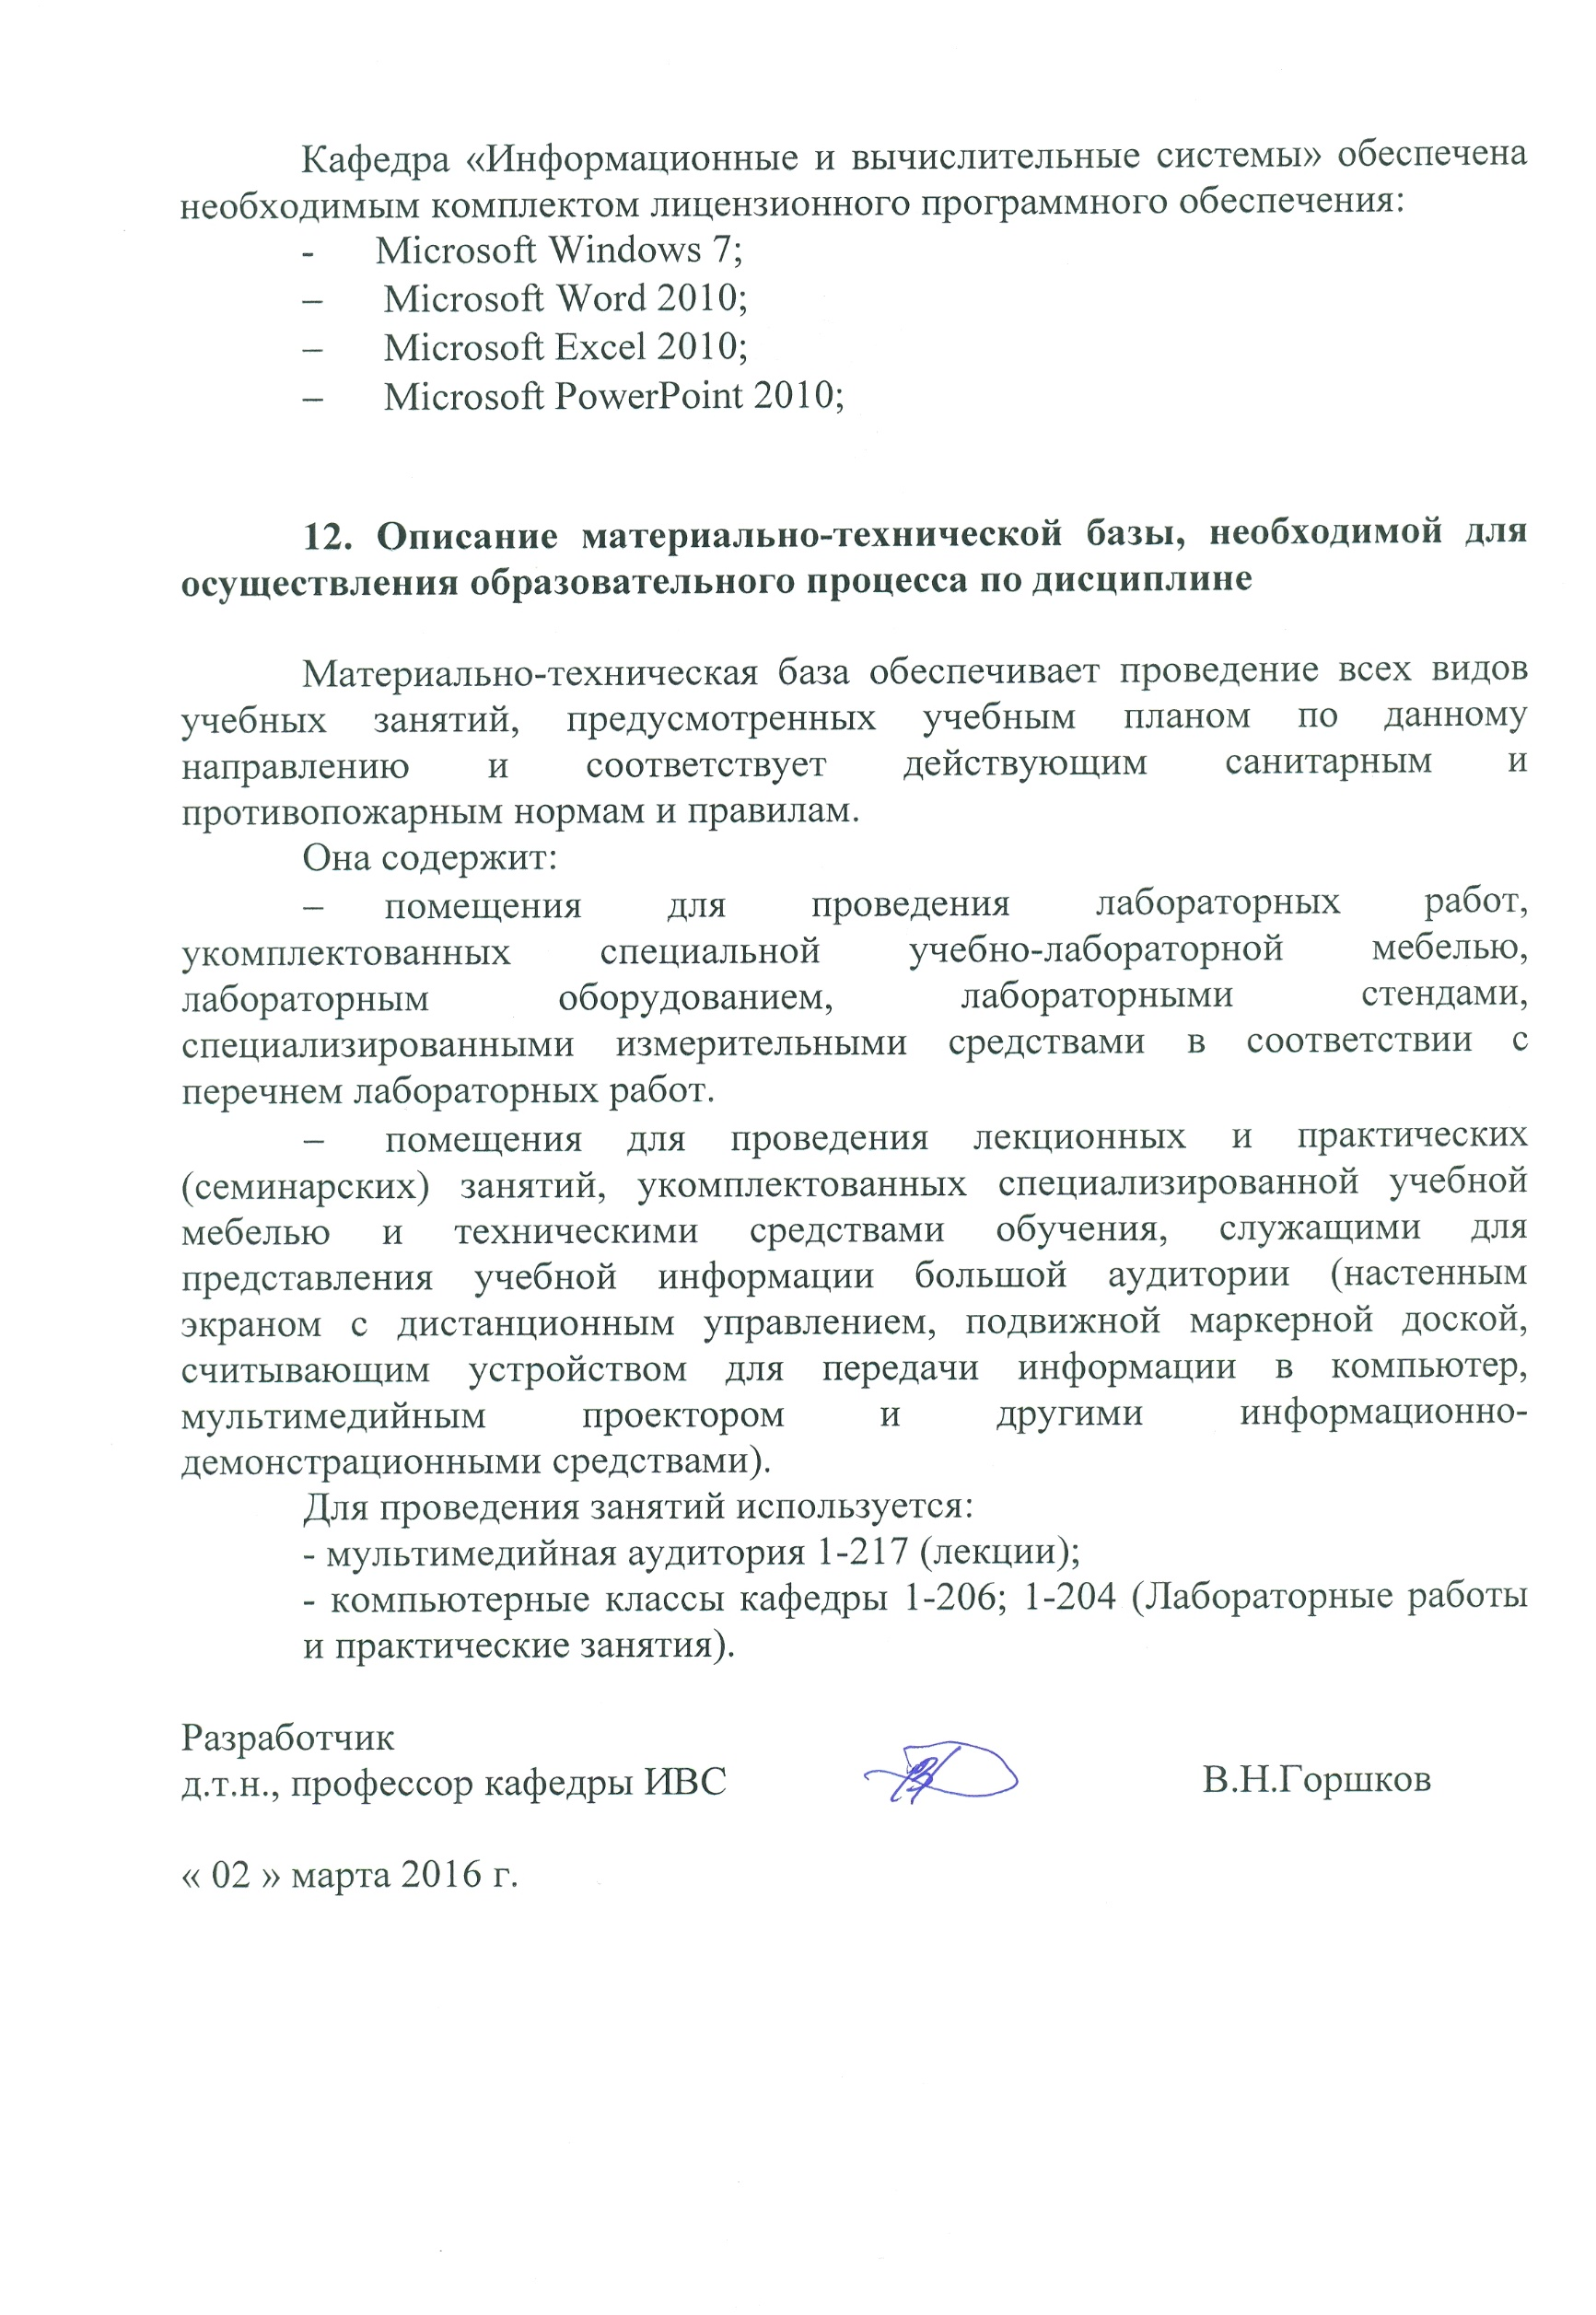 Кафедра «Информационные и вычислительные системы» обеспечена
необходимым комплектом лицензионного программного обеспечения:
- Microsoft Windows 7;
– Microsoft Word 2010;
– Microsoft Excel 2010;
– Microsoft PowerPoint 2010;
12. Описание материально-технической базы, необходимой для
осуществления образовательного процесса по дисциплине
Материально-техническая база обеспечивает проведение всех видов
учебных занятий, предусмотренных учебным планом по данному
направлению и соответствует действующим санитарным и
противопожарным нормам и правилам.
Она содержит:
– помещения для проведения лабораторных работ,
укомплектованных специальной учебно-лабораторной мебелью,
лабораторным оборудованием, лабораторными стендами,
специализированными измерительными средствами в соответствии с
перечнем лабораторных работ.
– помещения для проведения лекционных и практических
(семинарских) занятий, укомплектованных специализированной учебной
мебелью и техническими средствами обучения, служащими для
представления учебной информации большой аудитории (настенным
экраном с дистанционным управлением, подвижной маркерной доской,
считывающим устройством для передачи информации в компьютер,
мультимедийным проектором и другими информационно-
демонстрационными средствами).
Для проведения занятий используется:
- мультимедийная аудитория 1-217 (лекции);
- компьютерные классы кафедры 1-206; 1-204 (Лабораторные работы
и практические занятия).
Разработчик
д.т.н., профессор кафедры ИВС В.Н.Горшков
« 02 » марта 2016 г.